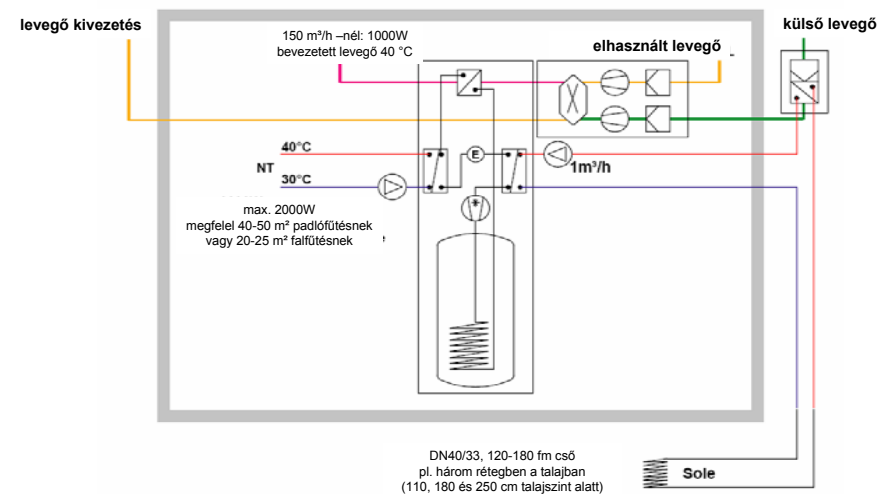 levegő kivezetés
150 m³/h –nél: 1000W
bevezetett levegő 40 °C
elhasznált levegő
külső levegő
40°C
NT
30°C
E
1m³/h
max. 2000W
megfelel 40-50 m² padlófűtésnek
vagy 20-25 m² falfűtésnek
DN40/33, 120-180 fm cső
pl. három rétegben a talajban
(110, 180 és 250 cm talajszint alatt)
Sole